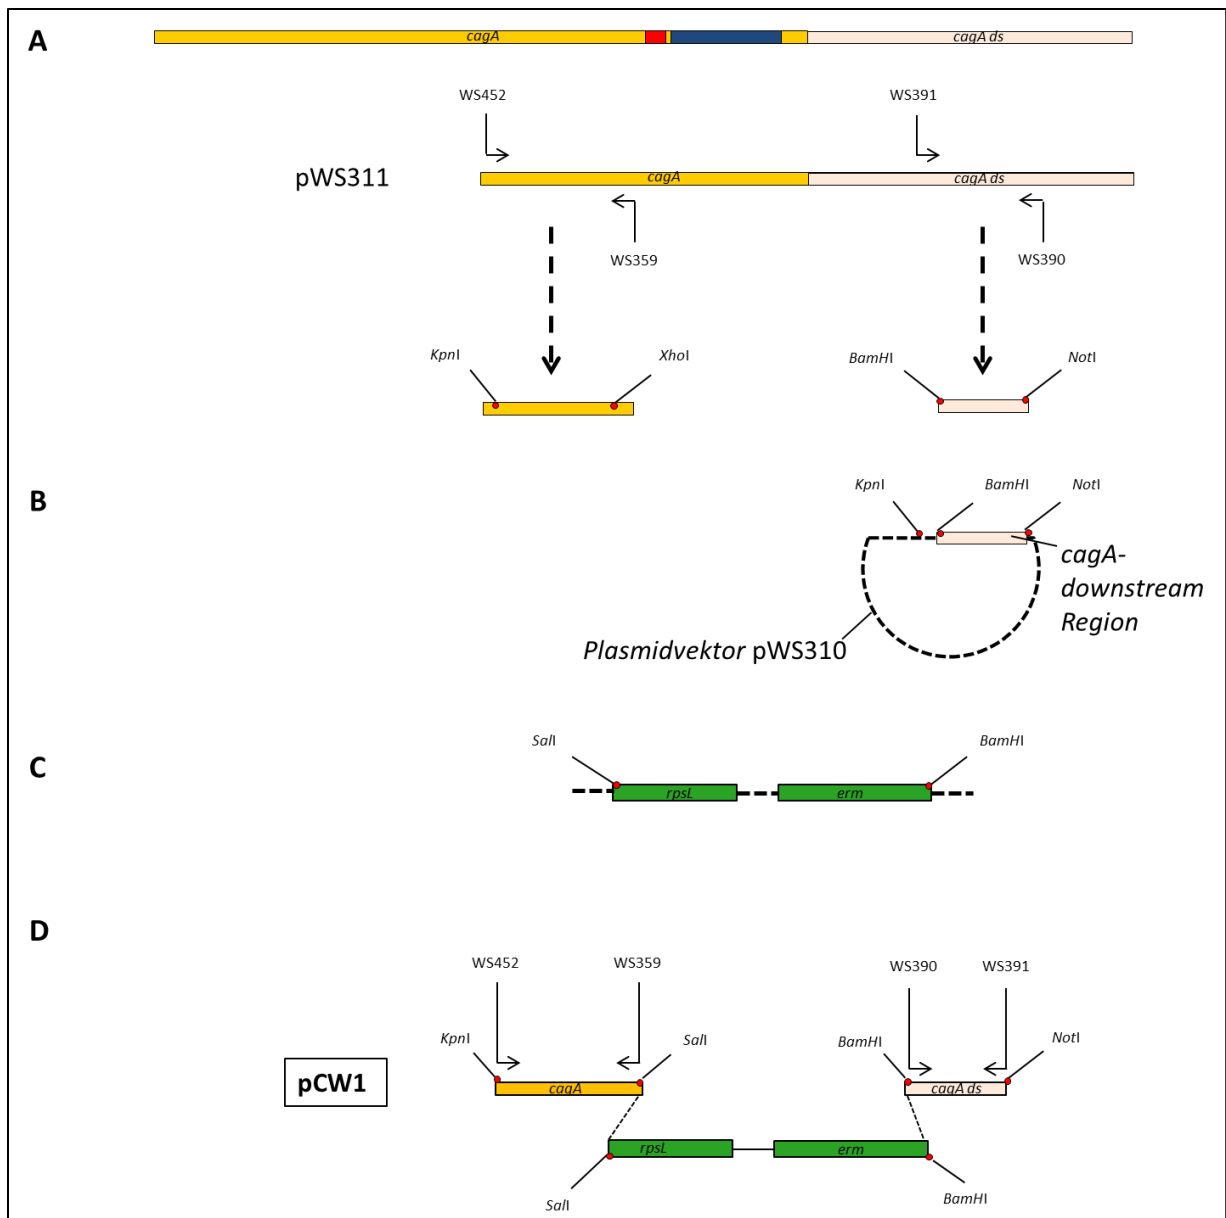 A
cagA
cagA ds
WS452
WS391
pWS311
cagA
cagA ds
WS359
WS390
KpnI
XhoI
BamHI
NotI
B
KpnI
BamHI
NotI
cagA-
downstream
Region
Plasmidvektor pWS310
C
SalI
BamHI
rpsL
erm
D
WS452
WS359
WS390
WS391
KpnI
SalI
BamHI
NotI
pCW1
cagA
cagA ds
rpsL
erm
SalI
BamHI